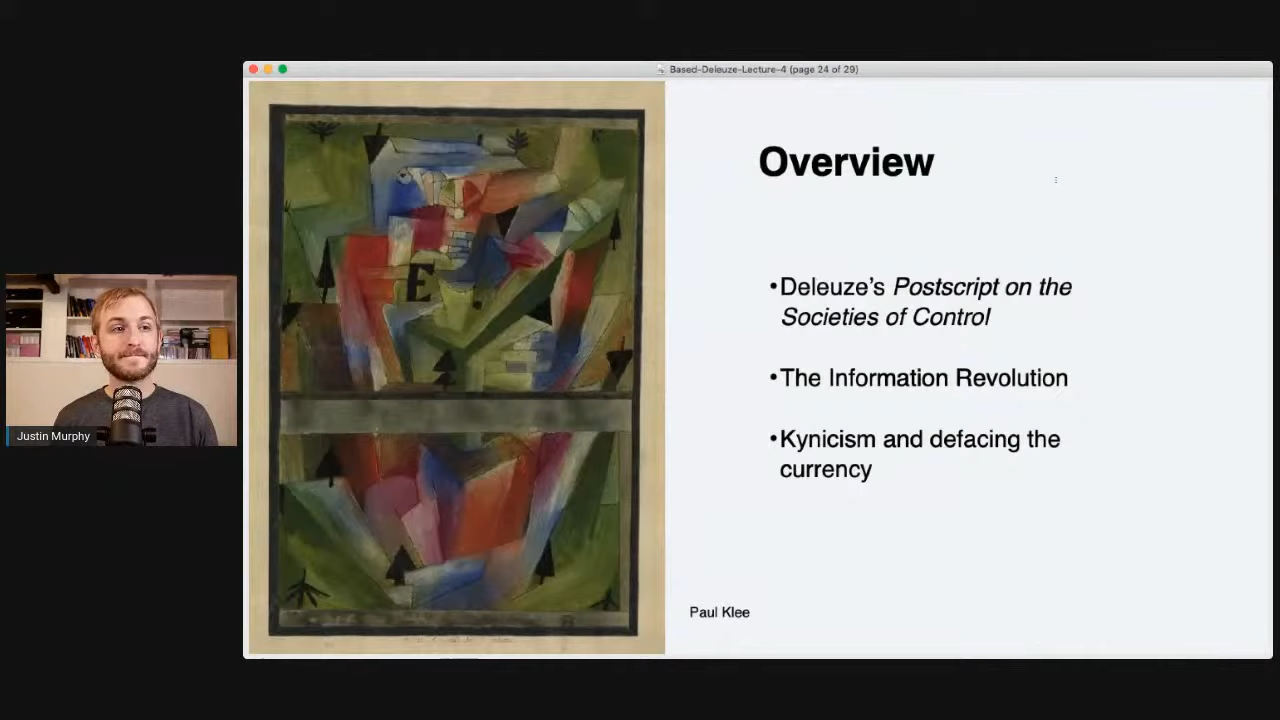 Based-Deleuze-Lecture-4 (page 24 of 29)
Overview
•Deleuze’s Postscript on the
Societies of Control
•The Information Revolution
•Kynicism and defacing the
currency
Paul Klee
E
Justin Murphy